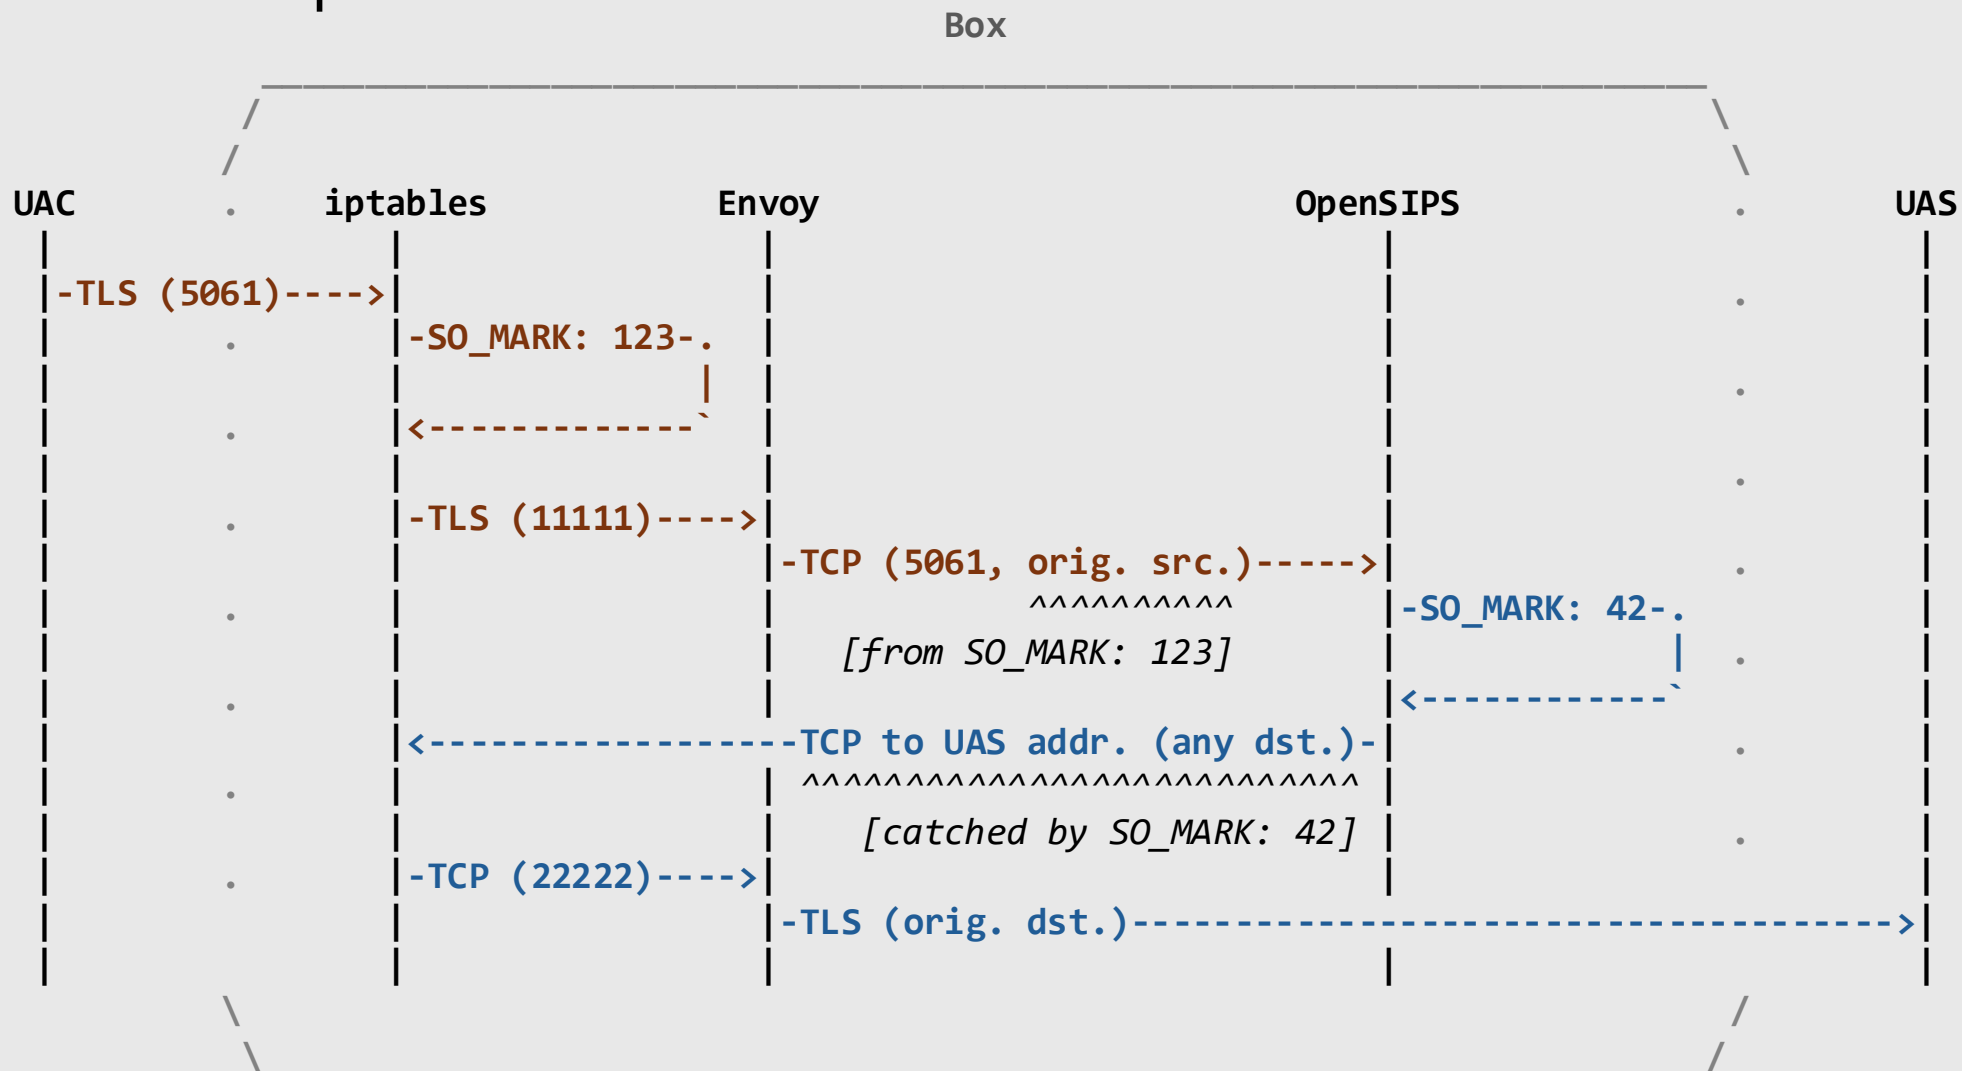 Box
UAC iptables Envoy OpenSIPS UAS
-TLS (5061)---->
-SO_MARK: 123-.
<-------------`
-TLS (11111)---->
-TCP (5061, orig. src.)----->
^^^^^^^^^^
-SO_MARK: 42-.
[from SO_MARK: 123]
<------------`
<------------------TCP to UAS addr. (any dst.)-
^^^^^^^^^^^^^^^^^^^^^^^^^^^
[catched by SO_MARK: 42]
-TCP (22222)---->
-TLS (orig. dst.)------------------------------------->